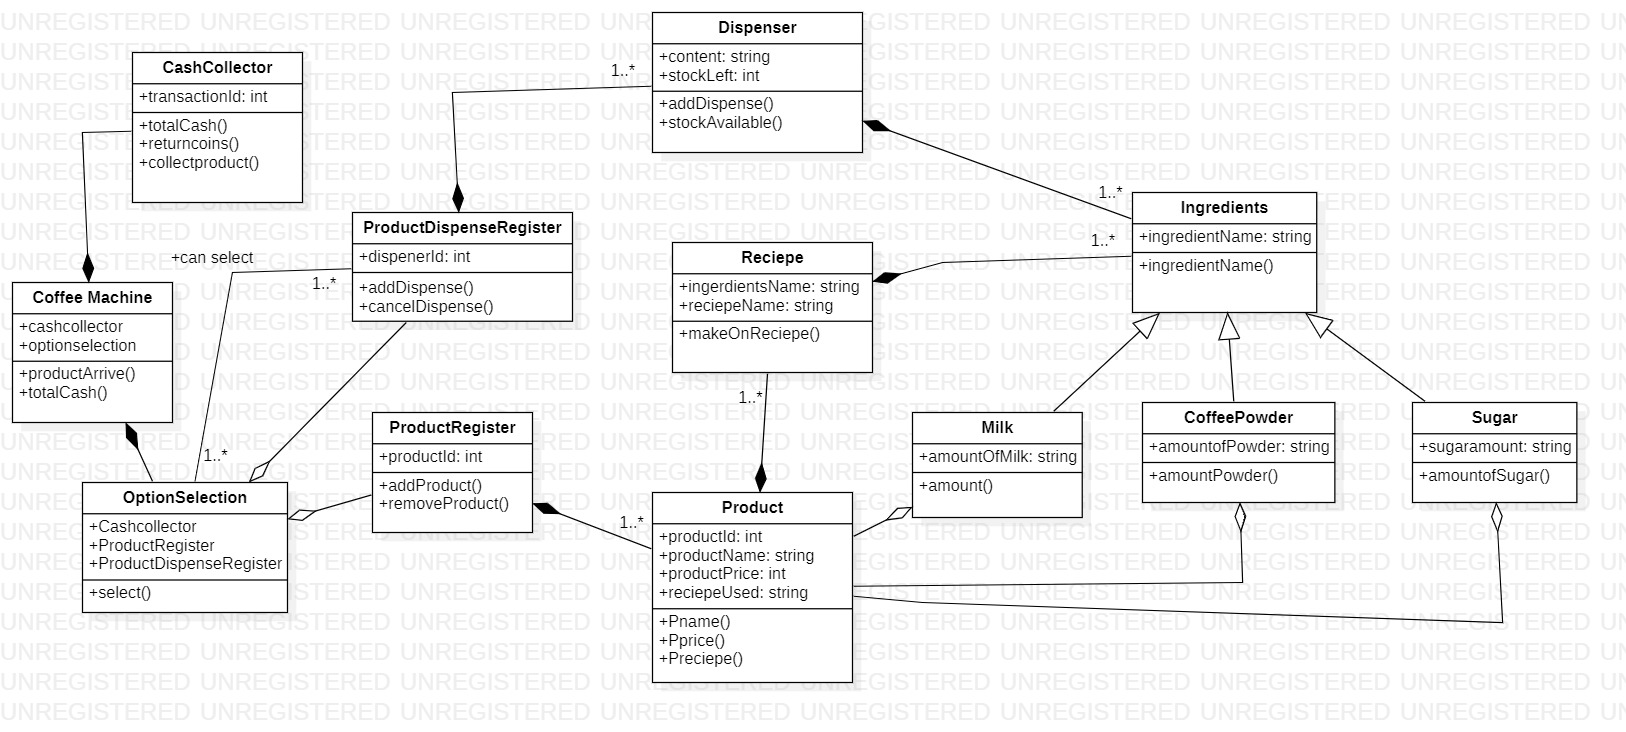 Dispenser
+content: string
+stockLeft: int
+addDispense()
+stockAvailable()
1..*
CashCollector
+transactionId: int
+totalCash()
+returncoins()
+collectproduct()
1..*
Ingredients
+ingredientName: string
+ingredientName()
1..*
ProductDispenseRegister
+dispenerId: int
+addDispense()
+cancelDispense()
+can select
1..*
Reciepe
+ingerdientsName: string
+reciepeName: string
+makeOnReciepe()
1..*
Coffee Machine
+cashcollector
+optionselection
+productArrive()
+totalCash()
1..*
ProductRegister
+productId: int
+addProduct()
+removeProduct()
1..*
Milk
+amountOfMilk: string
+amount()
CoffeePowder
+amountofPowder: string
+amountPowder()
Sugar
+sugaramount: string
+amountofSugar()
OptionSelection
+Cashcollector
+ProductRegister
+ProductDispenseRegister
+select()
Product
+productId: int
+productName: string
+productPrice: int
+reciepeUsed: string
+Pname()
+Pprice()
+Preciepe()
UNREGISTERED UNREGISTERED UNREGISTERED UNREGISTERED UNREGISTERED UNREGISTERED UNREGISTERED UNREGISTERED